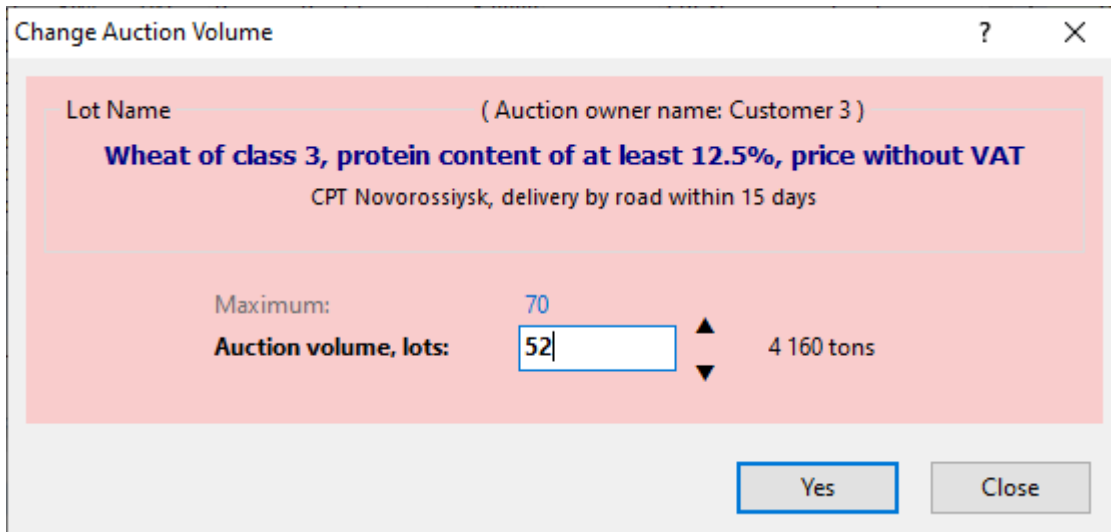 Change Auction Volume ?
Lot Name ( Auction owner name: Customer 3 )
Wheat of class 3, protein content of at least 12.5%, price without VAT
CPT Novorossiysk, delivery by road within 15 days
Maximum: 70
Auction volume, lots: 52 4 160 tons
Yes Close